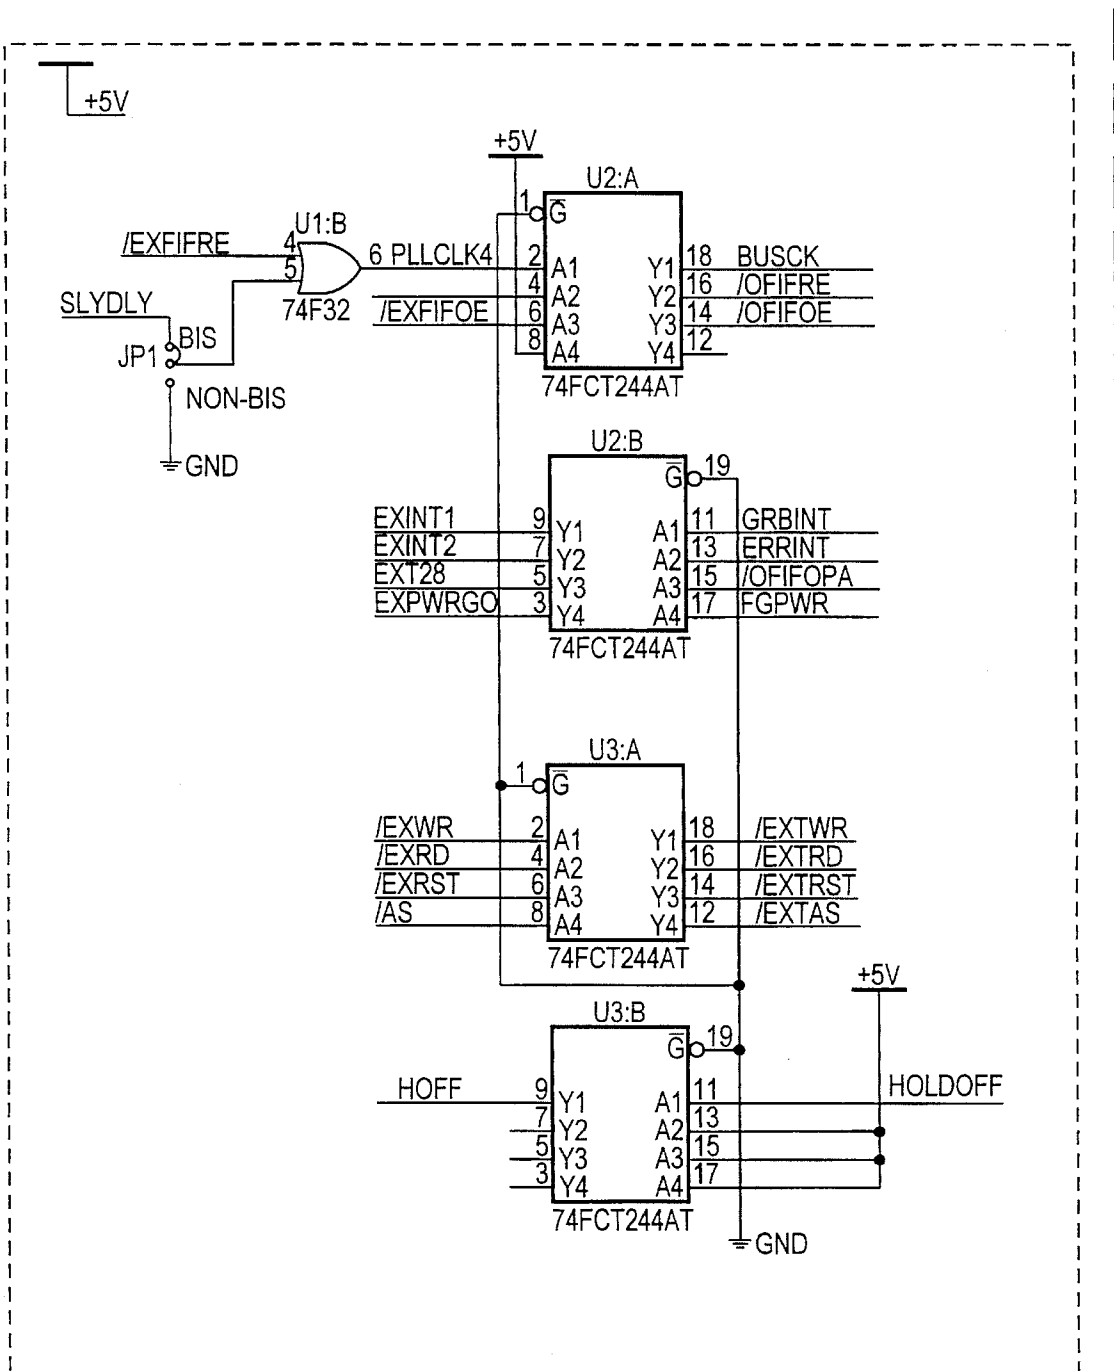 +5V
+5V
U2:A
1 G
U1:B
/EXFIFRE 4
5
6 PLLCLK4 2 A1 Y1 18 BUSCK
74F32
4 A2 Y2 16 /OFIFRE
SLYDLY
/EXFIFOE 6 A3 Y3 14 /OFIFOE
8 A4 Y4 12
BIS
JP1
74FCT244AT
NON-BIS
GND
U2:B
G 19
EXINT1 9 Y1 A1 11 GRBINT
EXINT2 7 Y2 A2 13 ERRINT
EXT28 5 Y3 A3 15 /OFIFOPA
EXPWRGO 3 Y4 A4 17 FGPWR
74FCT244AT
U3:A
1 G
/EXWR 2 A1 Y1 18 /EXTWR
/EXRD 4 A2 Y2 16 /EXTRD
/EXRST 6 A3 Y3 14 /EXTRST
/AS 8 A4 Y4 12 /EXTAS
74FCT244AT
+5V
U3:B
G 19
HOFF 9 Y1 A1 11 HOLDOFF
7 Y2 A2 13
5 Y3 A3 15
3 Y4 A4 17
74FCT244AT
GND